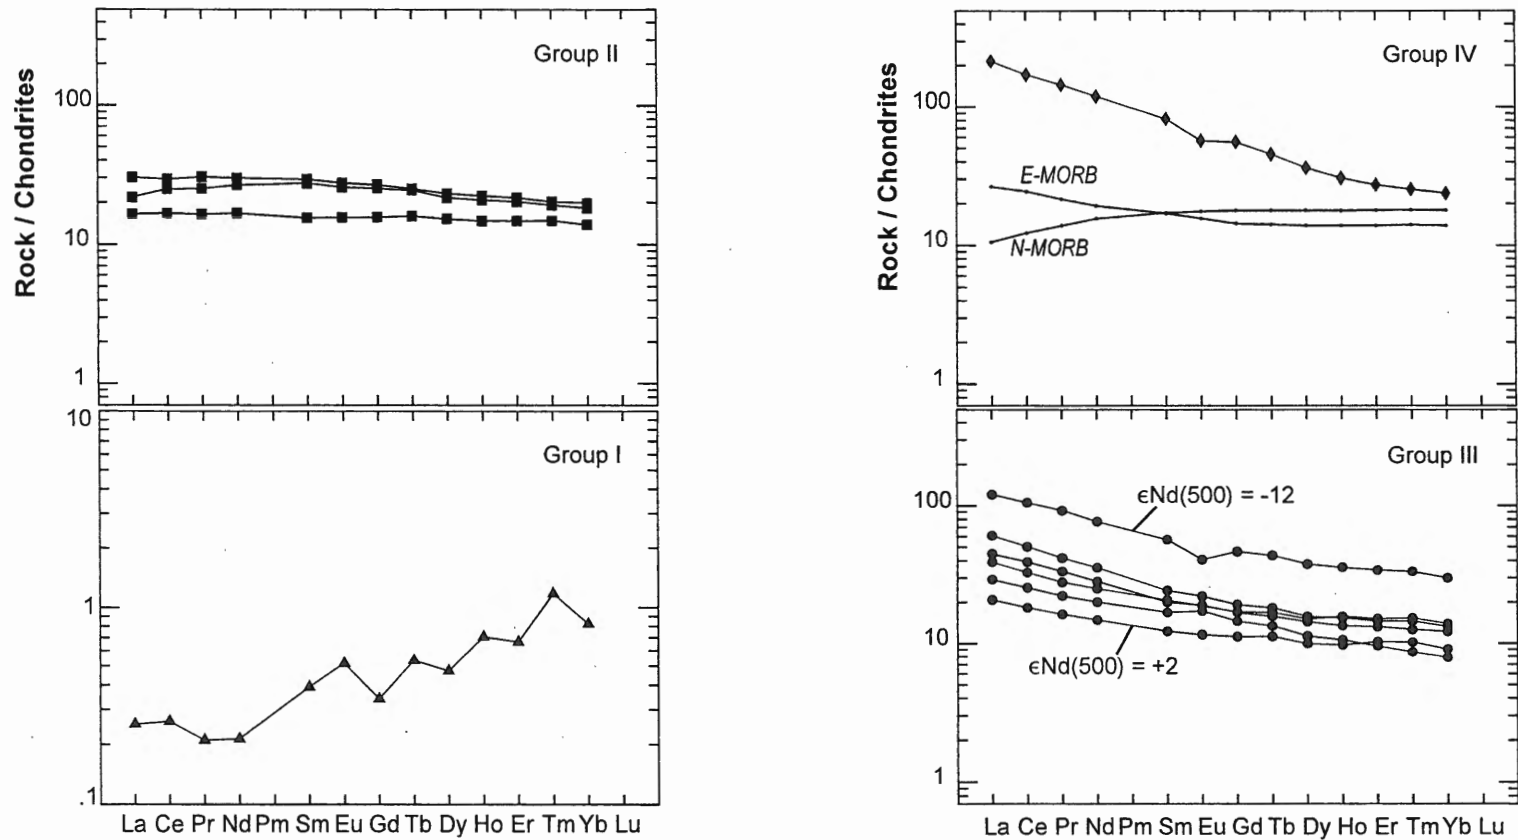 Group II
Rock / Chondrites
100
10
1
Group IV
Rock / Chondrites
100
10
1
E-MORB
N-MORB
Group I
10
1
.1
La Ce Pr Nd Pm Sm Eu Gd Tb Dy Ho Er Tm Yb Lu
Group III
100
10
1
ϵNd(500) = -12
ϵNd(500) = +2
La Ce Pr Nd Pm Sm Eu Gd Tb Dy Ho Er Tm Yb Lu